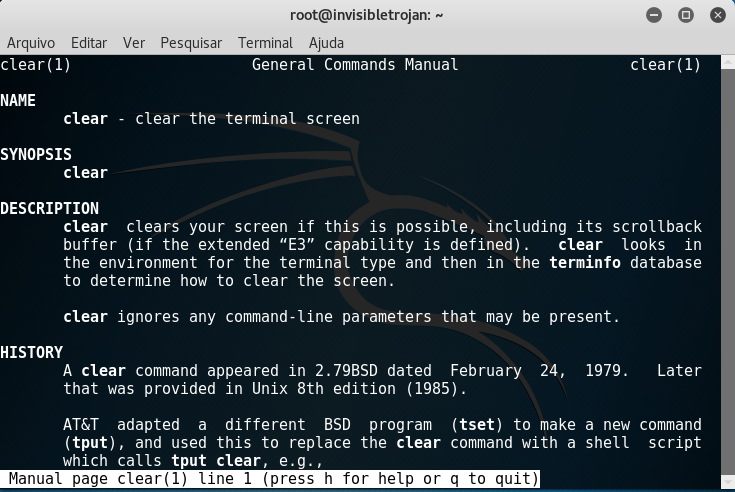 root@invisibletrojan: ~
Arquivo Editar Ver Pesquisar Terminal Ajuda
clear(1) General Commands Manual clear(1)
NAME
clear - clear the terminal screen
SYNOPSIS
clear
DESCRIPTION
clear clears your screen if this is possible, including its scrollback
buffer (if the extended “E3” capability is defined). clear looks in
the environment for the terminal type and then in the terminfo database
to determine how to clear the screen.
clear ignores any command-line parameters that may be present.
HISTORY
A clear command appeared in 2.79BSD dated February 24, 1979. Later
that was provided in Unix 8th edition (1985).
AT&T adapted a different BSD program (tset) to make a new command
(tput), and used this to replace the clear command with a shell script
which calls tput clear, e.g.,
Manual page clear(1) line 1 (press h for help or q to quit)